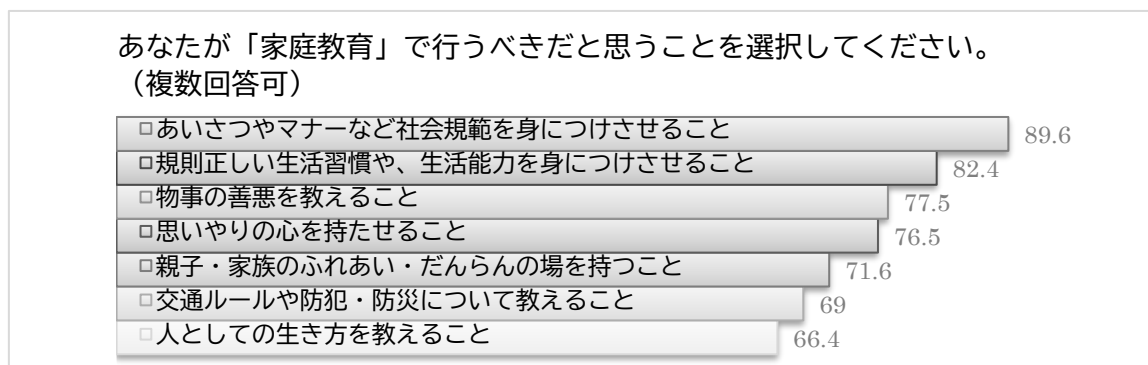 あなたが「家庭教育」で行うべきだと思うことを選択してください。
（複数回答可）
あいさつやマナーなど社会規範を身につけさせること 89.6
規則正しい生活習慣や、生活能力を身につけさせること 82.4
物事の善悪を教えること 77.5
思いやりの心を持たせること 76.5
親子・家族のふれあい・だんらんの場を持つこと 71.6
交通ルールや防犯・防災について教えること 69
人としての生き方を教えること 66.4